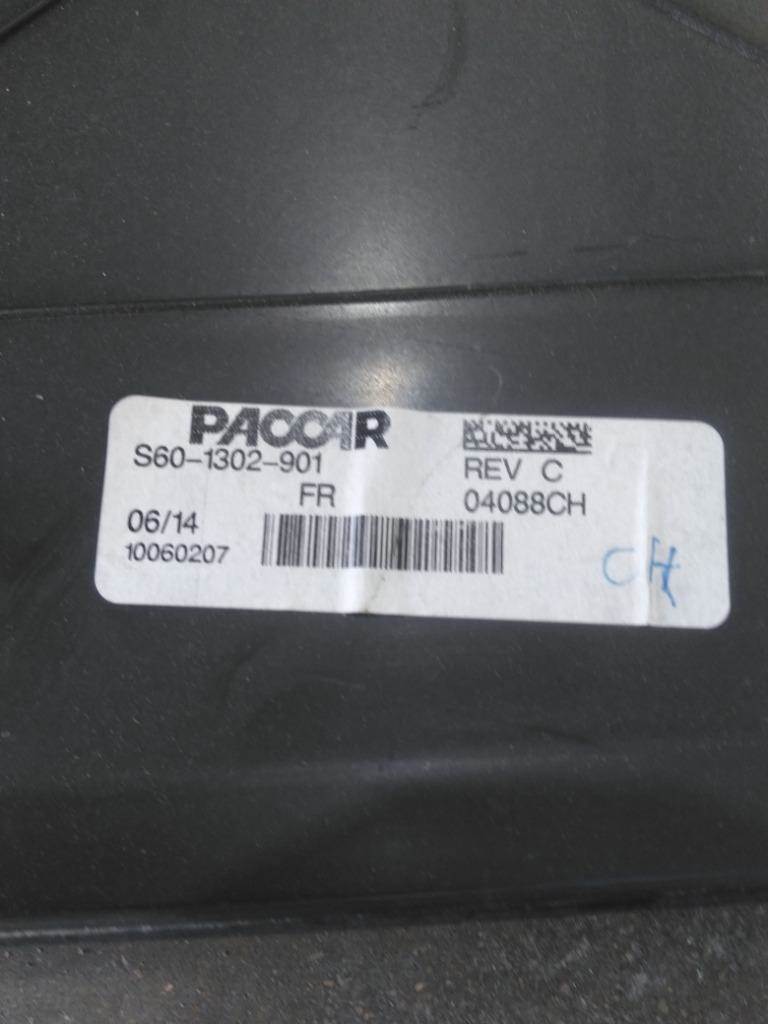 PACCAR
S60-1302-901
REV C
FR
04088CH
06/14
10060207
CH